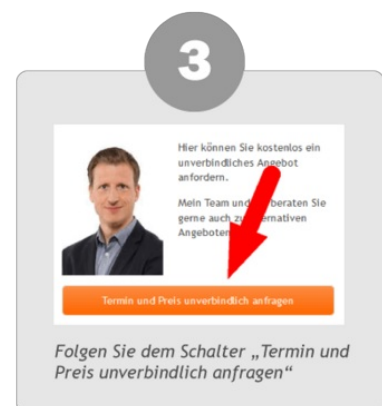 3
Hier können Sie kostenlos ein
unverbindliches Angebot
anfordern.
Mein Team und beraten Sie
gerne auch zu
Angeboten
Termin und Preis unverbindlich anfragen
Folgen Sie dem Schalter „Termin und
Preis unverbindlich anfragen“